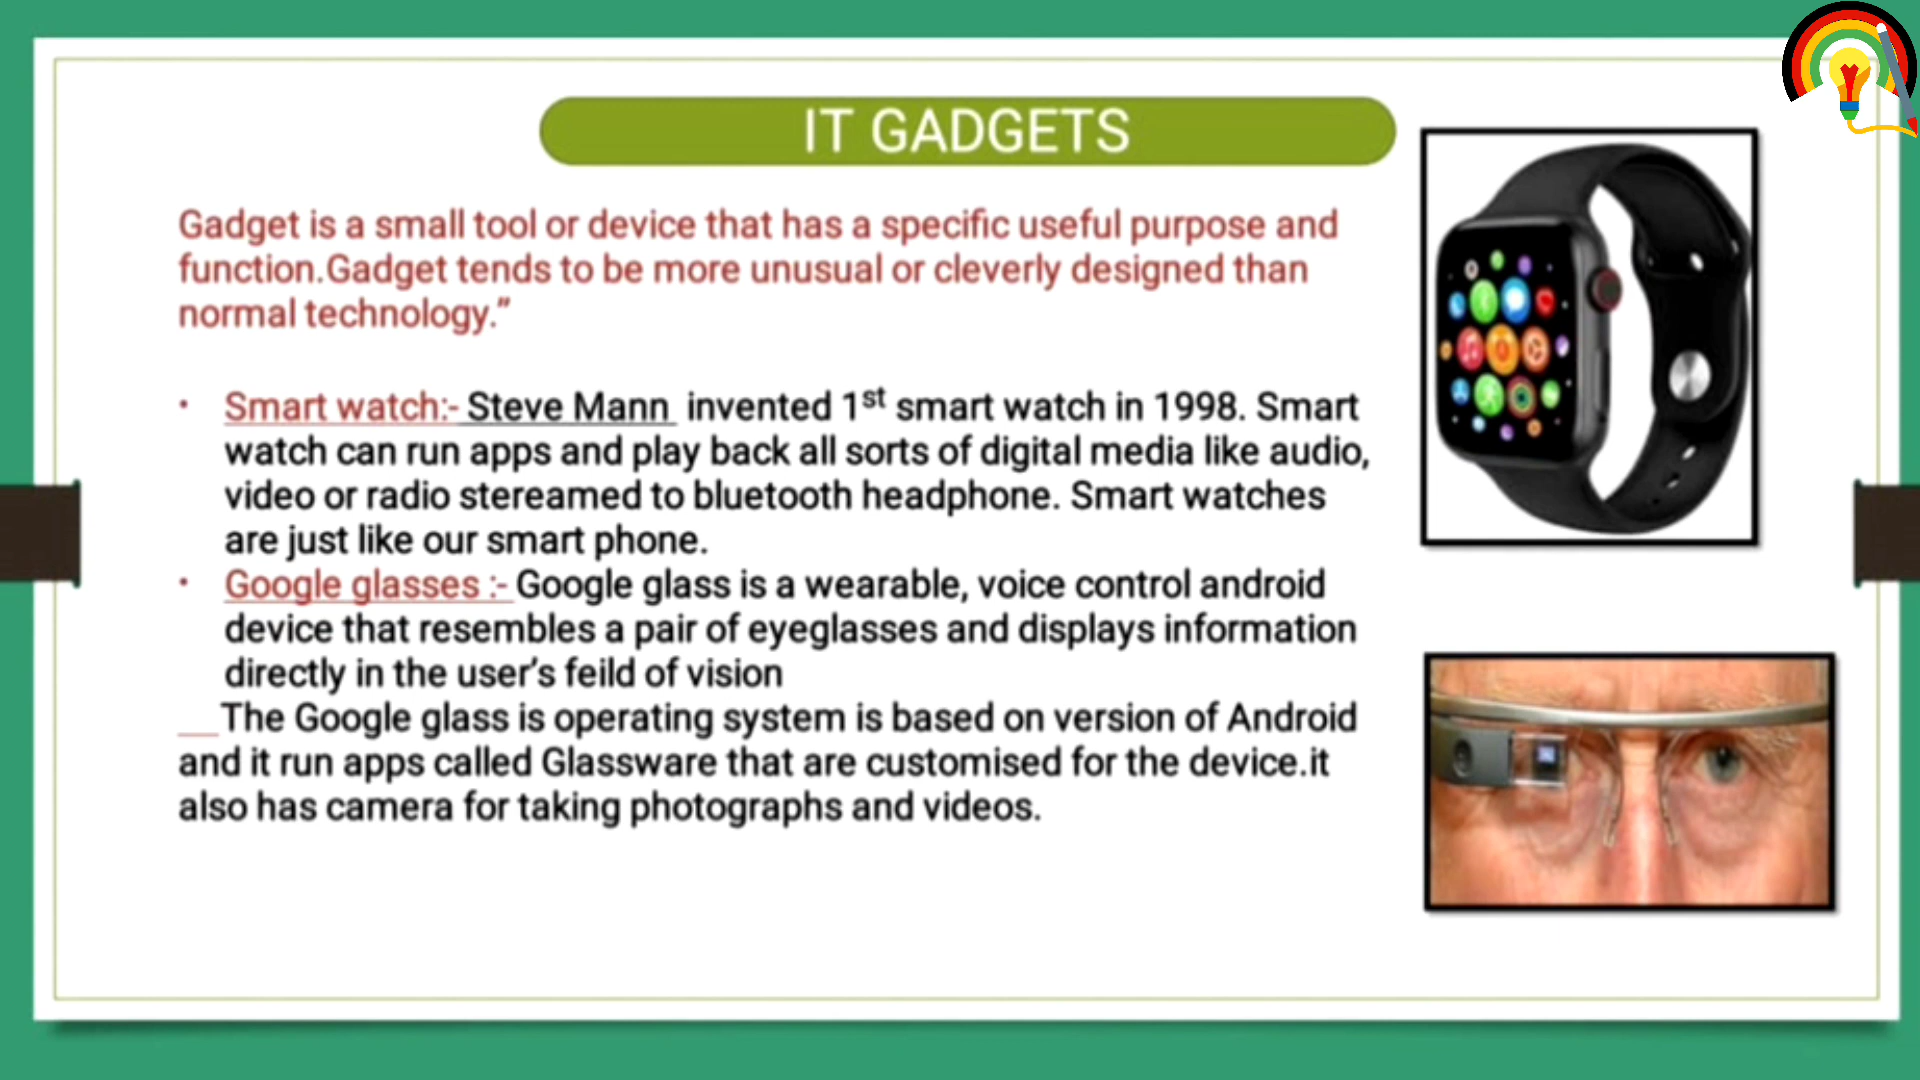 IT GADGETS
Gadget is a small tool or device that has a specific useful purpose and
function.Gadget tends to be more unusual or cleverly designed than
normal technology.”
• Smart watch:- Steve Mann invented 1st smart watch in 1998. Smart
watch can run apps and play back all sorts of digital media like audio,
video or radio stereamed to bluetooth headphone. Smart watches
are just like our smart phone.
• Google glasses :- Google glass is a wearable, voice control android
device that resembles a pair of eyeglasses and displays information
directly in the user’s feild of vision
__The Google glass is operating system is based on version of Android
and it run apps called Glassware that are customised for the device.it
also has camera for taking photographs and videos.